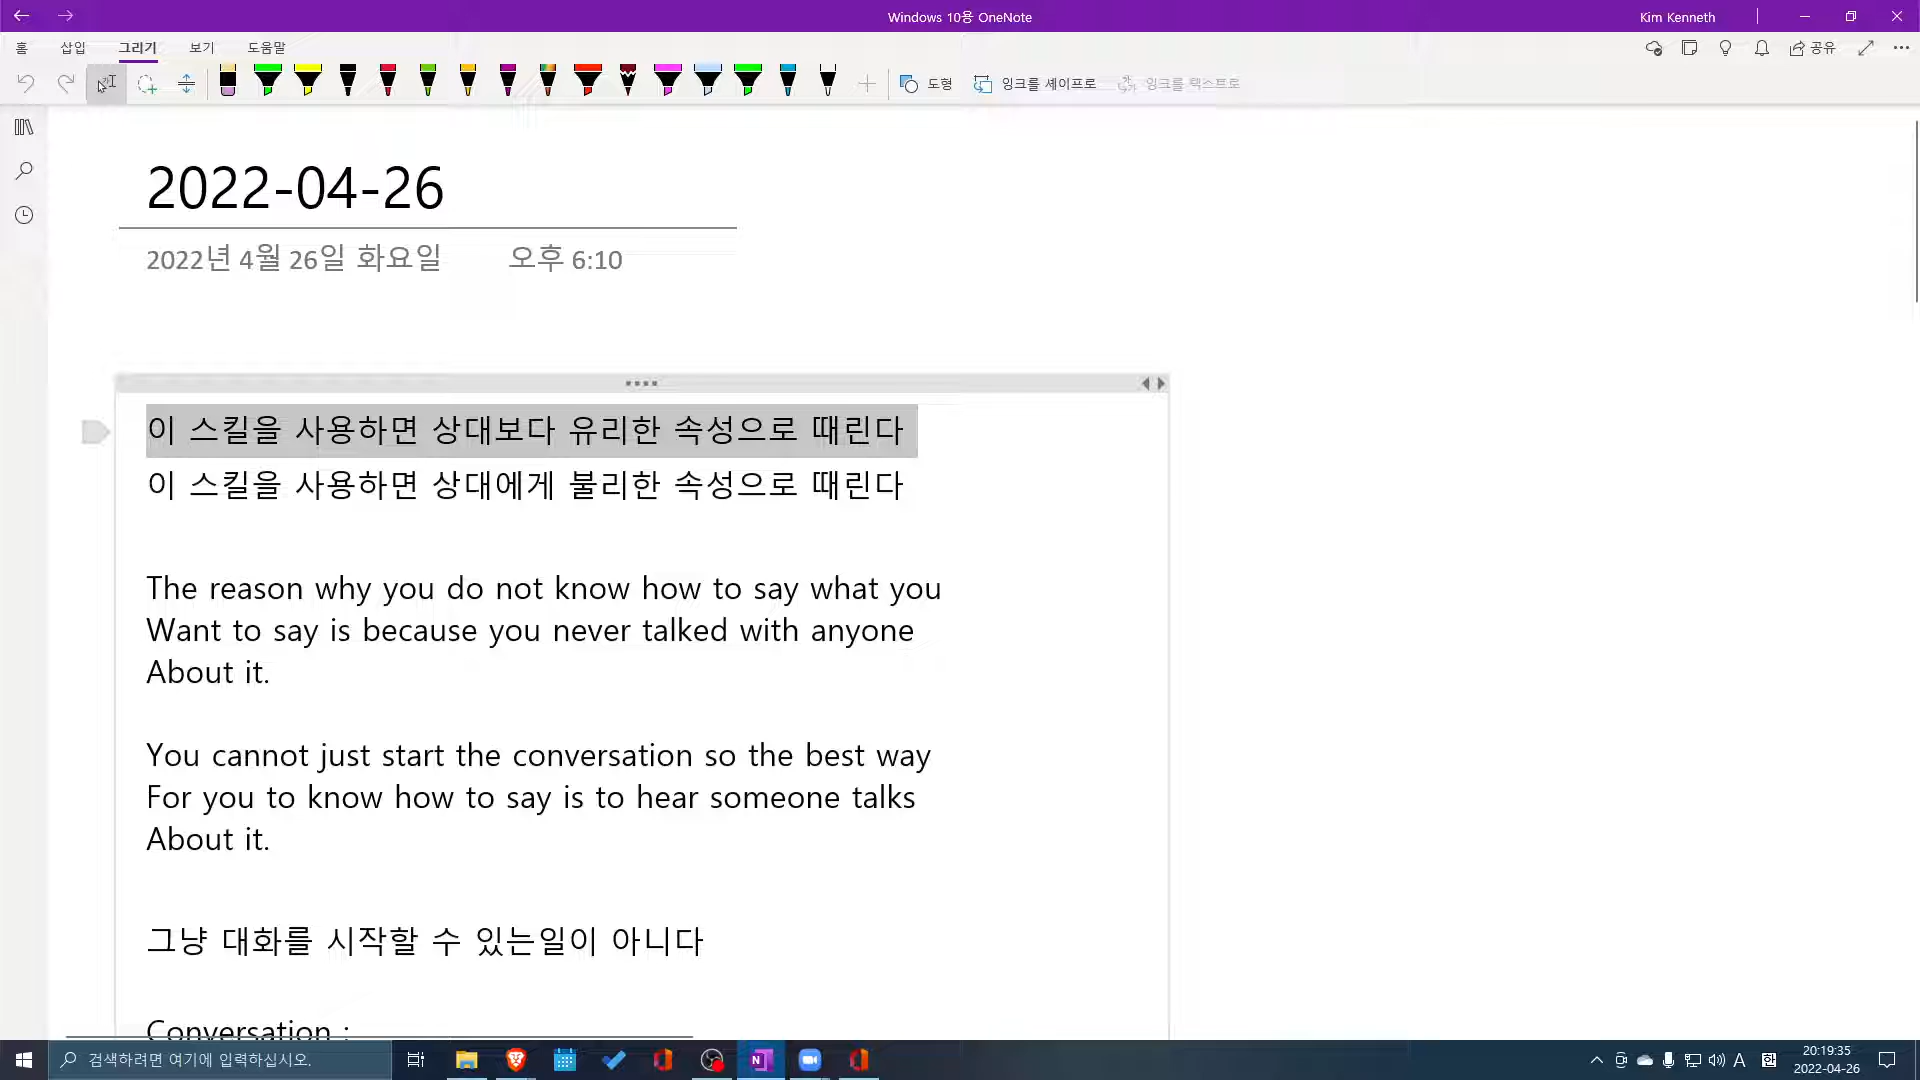 Windows 10용 OneNote
Kim Kenneth
홈 삽입 그리기 보기 도움말
공유
도형 잉크를 셰이프로 잉크를 텍스트로
2022-04-26
2022년 4월 26일 화요일 오후 6:10
이 스킬을 사용하면 상대보다 유리한 속성으로 때린다
이 스킬을 사용하면 상대에게 불리한 속성으로 때린다
The reason why you do not know how to say what you
Want to say is because you never talked with anyone
About it.
You cannot just start the conversation so the best way
For you to know how to say is to hear someone talks
About it.
그냥 대화를 시작할 수 있는일이 아니다
Conversation :
검색하려면 여기에 입력하십시오.
A 한
20:19:35
2022-04-26